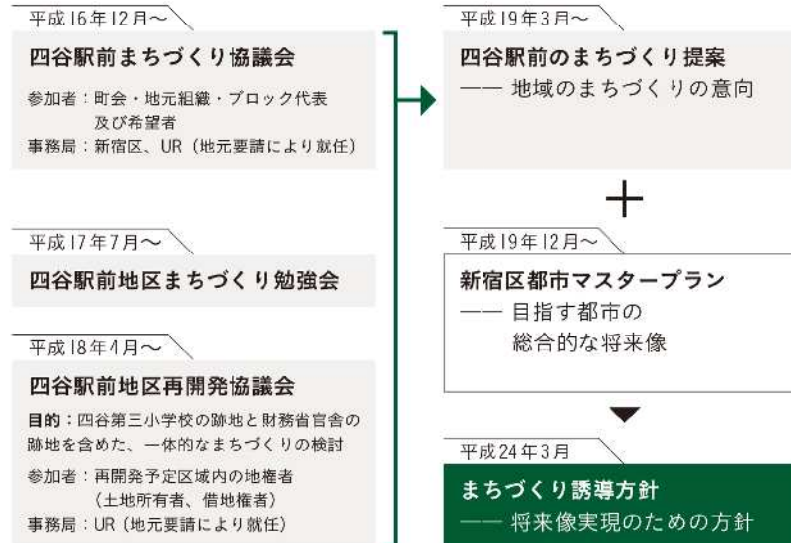 平成16年12月〜
四谷駅前まちづくり協議会
参加者：町会・地元組織・ブロック代表
及び希望者
事務局：新宿区、UR（地元要請により就任）
平成17年7月〜
四谷駅前地区まちづくり勉強会
平成18年4月〜
四谷駅前地区再開発協議会
目的：四谷第三小学校の跡地と財務省官舎の
跡地を含めた、一体的なまちづくりの検討
参加者：再開発予定区域内の地権者
（土地所有者、借地権者）
事務局：UR（地元要請により就任）
平成19年3月〜
四谷駅前のまちづくり提案
―― 地域のまちづくりの意向
＋
平成19年12月〜
新宿区都市マスタープラン
―― 目指す都市の
総合的な将来像
平成24年3月
まちづくり誘導方針
―― 将来像実現のための方針